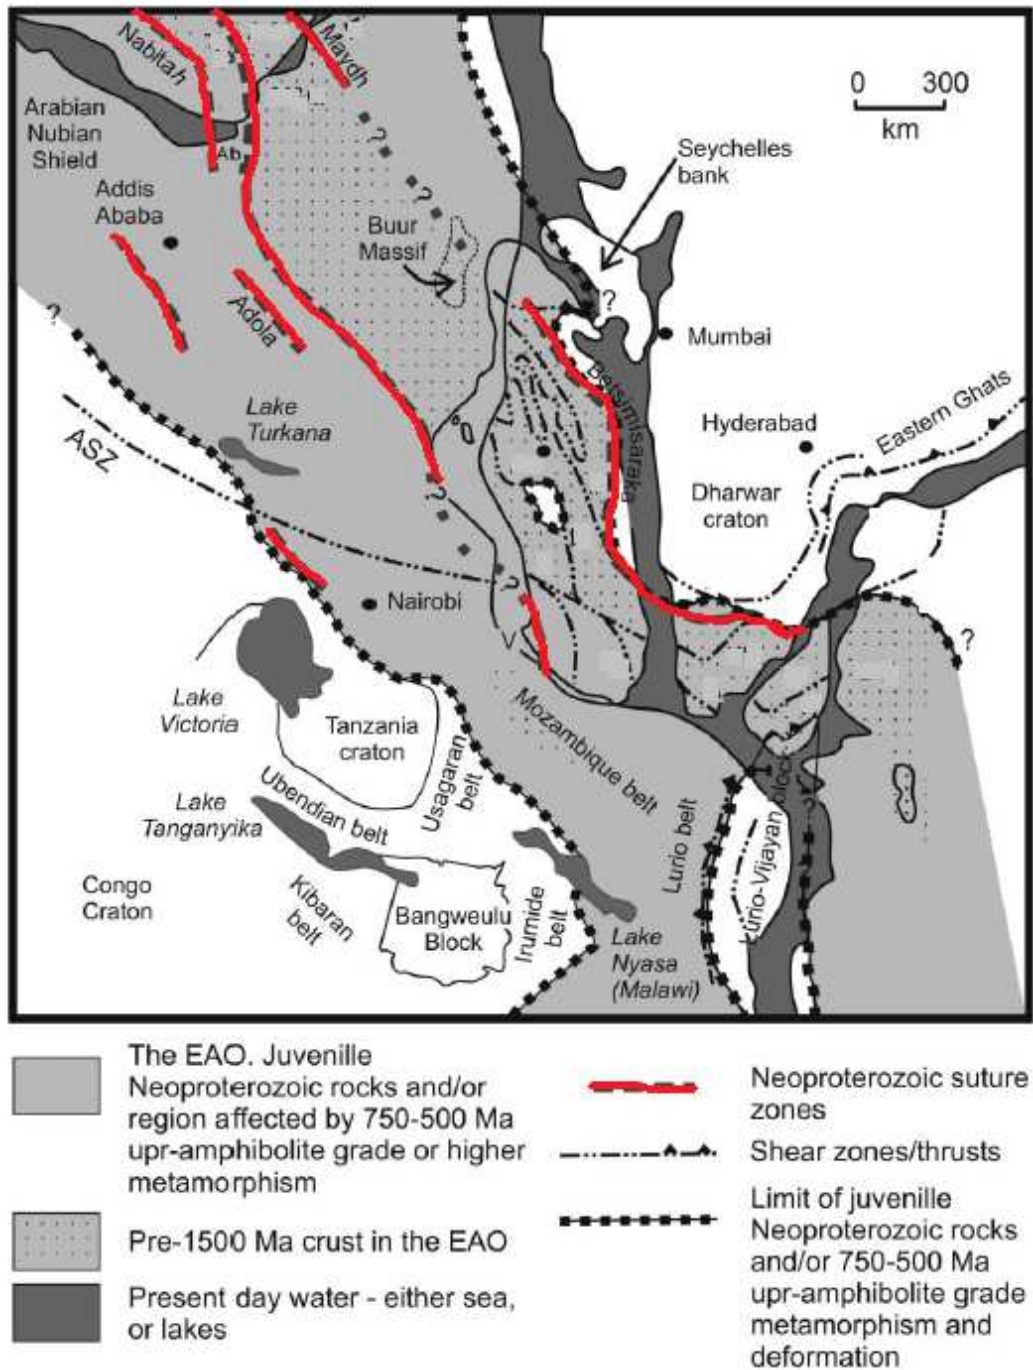 Nabitah
Maydh
Arabian
Nubian
Shield
Ab
0 300
km
Seychelles
bank
Addis
Ababa
Buur
Massif
?
?
?
?
?
Adola
Mumbai
Betsimisaraka
Lake
Turkana
ASZ
Hyderabad
Eastern Ghats
Dharwar
craton
?
?
Nairobi
?
Lake
Victoria
Tanzania
craton
Mozambique belt
Usagaran
belt
Ubendian belt
Lake
Tanganyika
Lurio belt
Lurio-Vijayan block
?
Congo
Craton
Kibaran
belt
Bangweulu
Block
Irumide
belt
Lake
Nyasa
(Malawi)
The EAO. Juvenille
Neoproterozoic rocks and/or
region affected by 750-500 Ma
upr-amphibolite grade or higher
metamorphism
Pre-1500 Ma crust in the EAO
Present day water - either sea,
or lakes
Neoproterozoic suture
zones
Shear zones/thrusts
Limit of juvenille
Neoproterozoic rocks
and/or 750-500 Ma
upr-amphibolite grade
metamorphism and
deformation